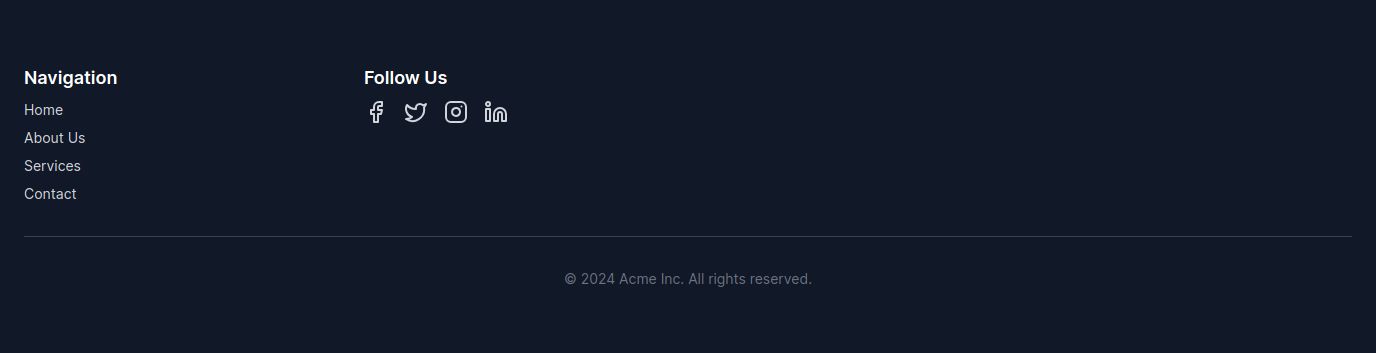 Navigation
Home
About Us
Services
Contact
Follow Us
© 2024 Acme Inc. All rights reserved.